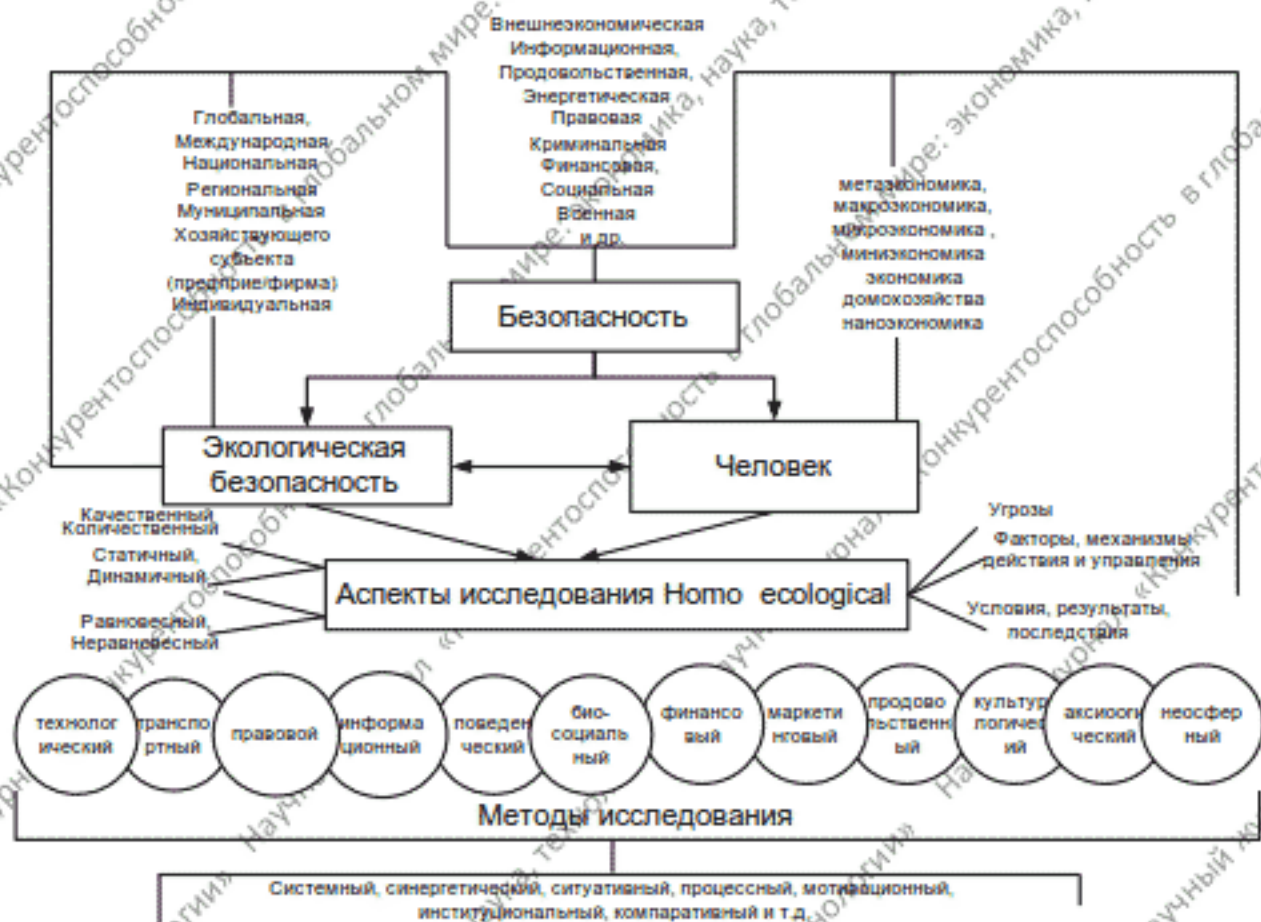 Внешнеэкономическая
Информационная,
Продовольственная,
Энергетическая
Правовая
Криминальная
Финансовая,
Социальная
Военная
и др.
Глобальная,
Международная,
Национальная
Региональная
Муниципальная
Хозяйствующего
субъекта
(предприе/фирма)
Индивидуальная
метаэкономика,
макроэкономика,
микроэкономика ,
миниэкономика
экономика
домохозяйства
наноэкономика
Безопасность
Экологическая
безопасность
Человек
Качественный
Количественный
Статичный,
Динамичный
Равновесный,
Неравновесный
Аспекты исследования Homo ecological
Угрозы
Факторы, механизмы
действия и управления
Условия, результаты,
последствия
технолог
ический
транспо
ртный
правовой
информа
ционный
поведен
ческий
био-
социаль
ный
финансо
вый
маркети
нговый
продово
льственн
ый
культур
логичес
ий
аксиооги
ческий
неосфер
ный
Методы исследования
Системный, синергетический, ситуативный, процессный, мотивационный,
институциональный, компаративный и т.д.